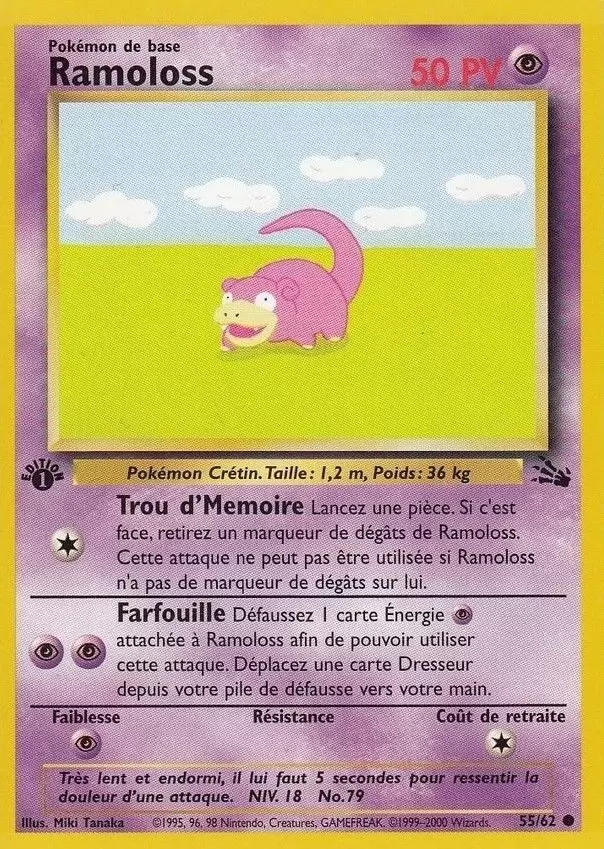 Pokémon de base
Ramoloss
50 PV
EDITION
1
Pokémon Crétin. Taille: 1,2 m, Poids: 36 kg
Trou d'Memoire Lancez une pièce. Si c'est
face, retirez un marqueur de dégâts de Ramoloss.
Cette attaque ne peut pas être utilisée si Ramoloss
n'a pas de marqueur de dégâts sur lui.
Farfouille Défaussez 1 carte Énergie
attachée à Ramoloss afin de pouvoir utiliser
cette attaque. Déplacez une carte Dresseur
depuis votre pile de défausse vers votre main.
Faiblesse Résistance Coût de retraite
Très lent et endormi, il lui faut 5 secondes pour ressentir la
douleur d'une attaque. NIV. 18 No.79
Illus. Miki Tanaka ©1995, 96, 98 Nintendo, Creatures, GAMEFREAK. ©1999-2000 Wizards. 55/62